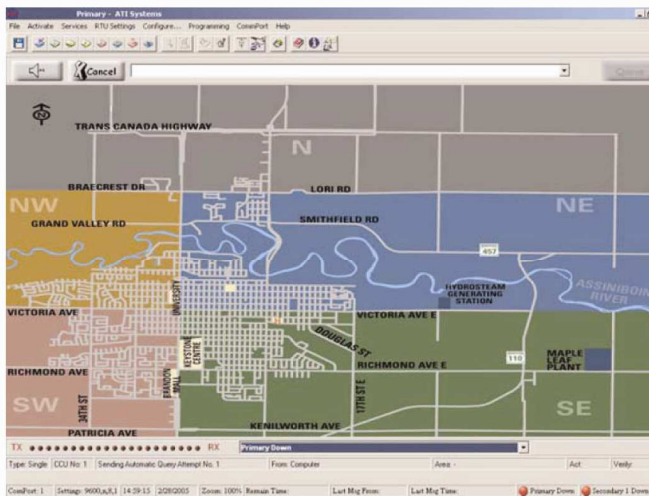 Primary - ATI Systems
File Activate Services RTU Settings Configure... Programming CommPort Help
Cancel
TRANS CANADA HIGHWAY
N
BRAECREST DR
LORI RD
NW
NE
GRAND VALLEY RD
SMITHFIELD RD
457
ASSINIBOIN
RIVER
HYDROSTEAM
GENERATING
STATION
UNIVERSITY
VICTORIA AVE
VICTORIA AVE E
DOUGLAS ST
KEYSTONE
CENTRE
110
MAPLE
LEAF
PLANT
RICHMOND AVE
RICHMOND AVE E
BRANDON
MALL
34TH ST
17TH ST E
SW
SE
KENILWORTH AVE
PATRICIA AVE
TX RX Primary Down
Type: Single CCU No: 1 Sending Automatic Query Attempt No. 1 From: Computer Area: - Act Verify
ComPort: 1 Settings: 9600,n,8,1 14:59:15 2/28/2005 Zoom: 100% Remain Time: Last Msg From: Last Msg Time: Primary Down Secondary 1 Down